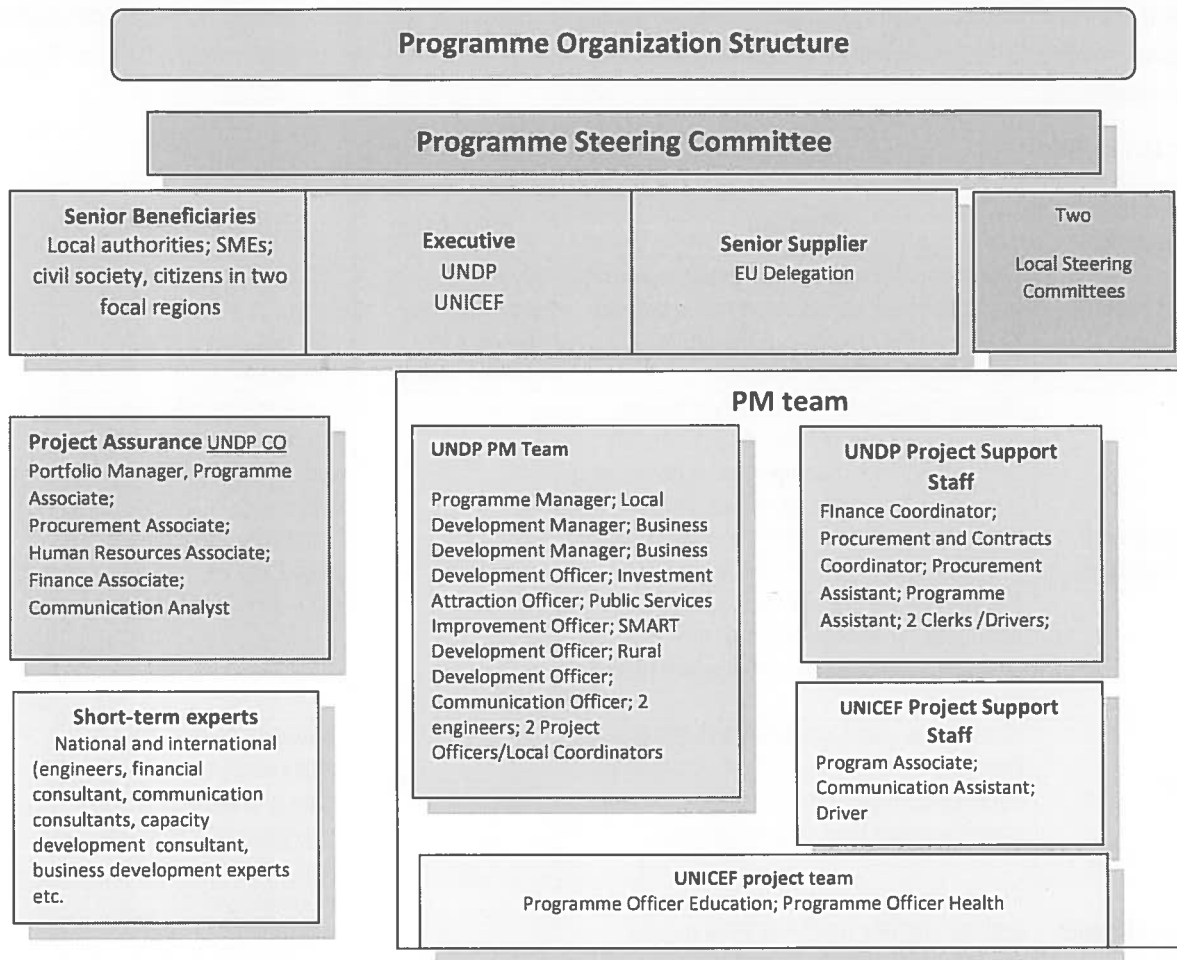 Programme Organization Structure
Programme Steering Committee
Senior Beneficiaries
Local authorities; SMEs;
civil society, citizens in two
focal regions
Executive
UNDP
UNICEF
Senior Supplier
EU Delegation
Two
Local Steering
Committees
PM team
Project Assurance UNDP CO
Portfolio Manager, Programme
Associate;
Procurement Associate;
Human Resources Associate;
Finance Associate;
Communication Analyst
UNDP PM Team
Programme Manager; Local
Development Manager; Business
Development Manager; Business
Development Officer; Investment
Attraction Officer; Public Services
Improvement Officer; SMART
Development Officer; Rural
Development Officer;
Communication Officer; 2
engineers; 2 Project
Officers/Local Coordinators
UNDP Project Support
Staff
FInance Coordinator;
Procurement and Contracts
Coordinator; Procurement
Assistant; Programme
Assistant; 2 Clerks /Drivers;
Short-term experts
National and international
(engineers, financial
consultant, communication
consultants, capacity
development consultant,
business development experts
etc.
UNICEF Project Support
Staff
Program Associate;
Communication Assistant;
Driver
UNICEF project team
Programme Officer Education; Programme Officer Health